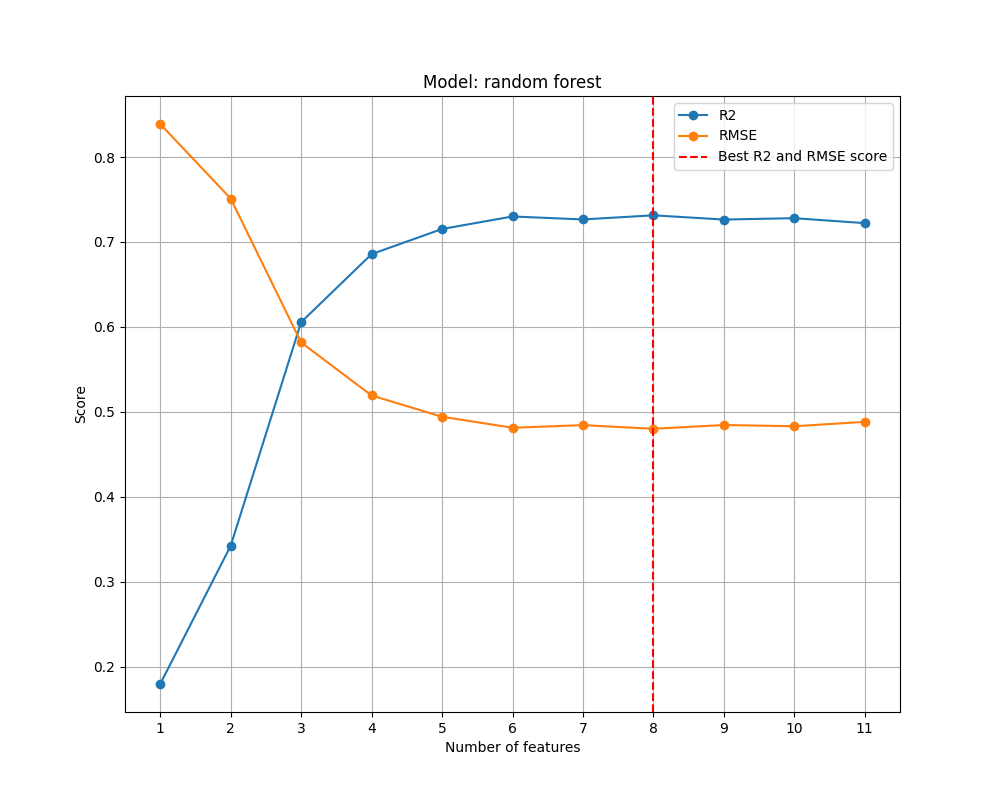 Model: random forest
R2
RMSE
Best R2 and RMSE score
Score
0.8
0.7
0.6
0.5
0.4
0.3
0.2
1 2 3 4 5 6 7 8 9 10 11
Number of features